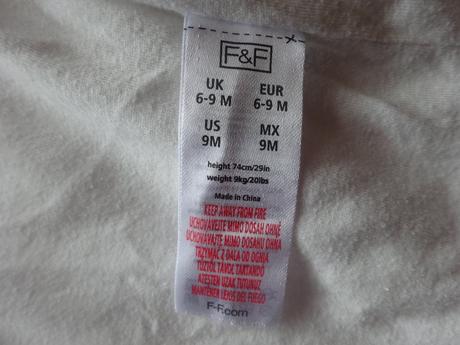 F&F
UK EUR
6-9 M 6-9 M
US MX
9M 9M
height 74cm/29in
weight 9kg/20lbs
Made in China
KEEP AWAY FROM FIRE
UCHOVÁVEJTE MIMO DOSAH OHNĚ
UCHOVÁVAJTE MIMO DOSAHU OHŇA
TRZYMAĆ Z DALA OD OGNIA
TŰZTŐL TÁVOL TARTANDÓ
ATEŞTEN UZAK TUTUNUZ
MANTENER LEJOS DEL FUEGO
F-F.com